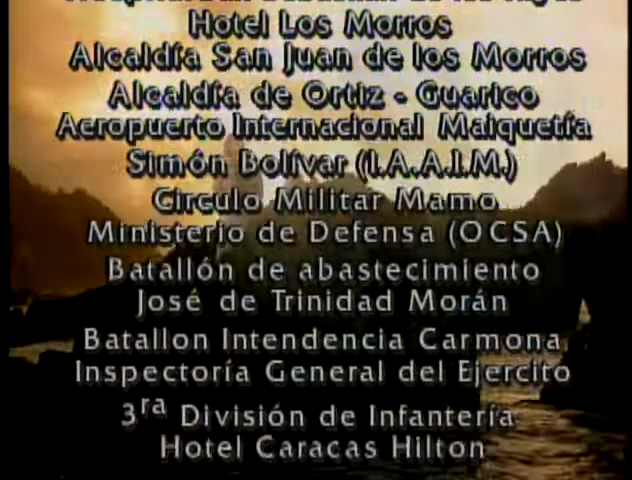 Hotel Los Morros
Alcaldía San Juan de los Morros
Alcaldía de Ortiz - Guarico
Aeropuerto Internacional Maiquetía
Simón Bolívar (I.A.A.I.M.)
Circulo Militar Mamo
Ministerio de Defensa (OCSA)
Batallón de abastecimiento
José de Trinidad Morán
Batallon Intendencia Carmona
Inspectoría General del Ejercito
3ra División de Infantería
Hotel Caracas Hilton